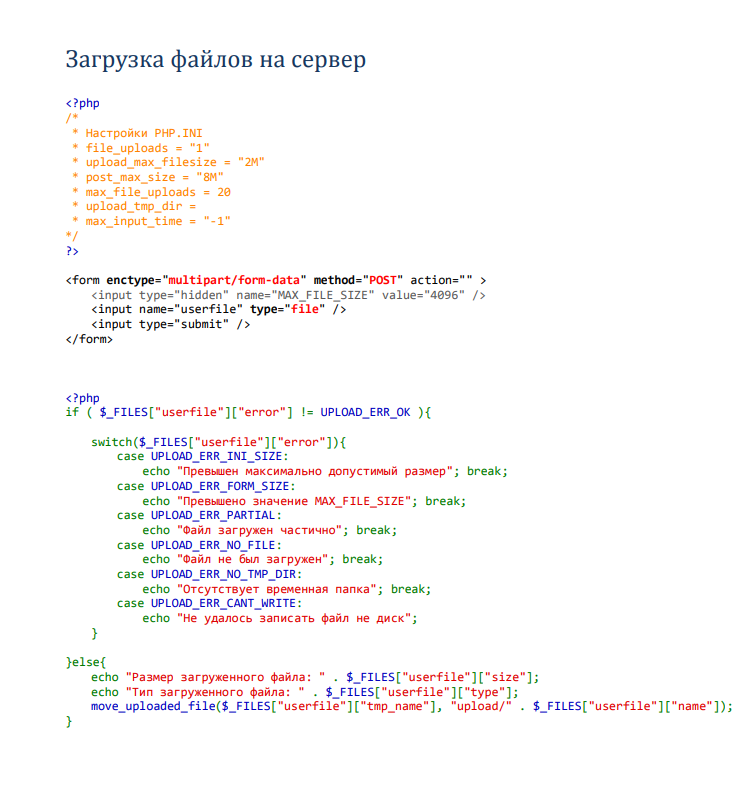 Загрузка файлов на сервер
<?php
/*
 * Настройки PHP.INI
 * file_uploads = "1"
 * upload_max_filesize = "2M"
 * post_max_size = "8M"
 * max_file_uploads = 20
 * upload_tmp_dir =
 * max_input_time = "-1"
*/
?>
<form enctype="multipart/form-data" method="POST" action="" >
    <input type="hidden" name="MAX_FILE_SIZE" value="4096" />
    <input name="userfile" type="file" />
    <input type="submit" />
</form>
<?php
if ( $_FILES["userfile"]["error"] != UPLOAD_ERR_OK ){
    switch($_FILES["userfile"]["error"]){
        case UPLOAD_ERR_INI_SIZE:
            echo "Превышен максимально допустимый размер"; break;
        case UPLOAD_ERR_FORM_SIZE:
            echo "Превышено значение MAX_FILE_SIZE"; break;
        case UPLOAD_ERR_PARTIAL:
            echo "Файл загружен частично"; break;
        case UPLOAD_ERR_NO_FILE:
            echo "Файл не был загружен"; break;
        case UPLOAD_ERR_NO_TMP_DIR:
            echo "Отсутствует временная папка"; break;
        case UPLOAD_ERR_CANT_WRITE:
            echo "Не удалось записать файл не диск";
    }
}else{
    echo "Размер загруженного файла: " . $_FILES["userfile"]["size"];
    echo "Тип загруженного файла: " . $_FILES["userfile"]["type"];
    move_uploaded_file($_FILES["userfile"]["tmp_name"], "upload/" . $_FILES["userfile"]["name"]);
}